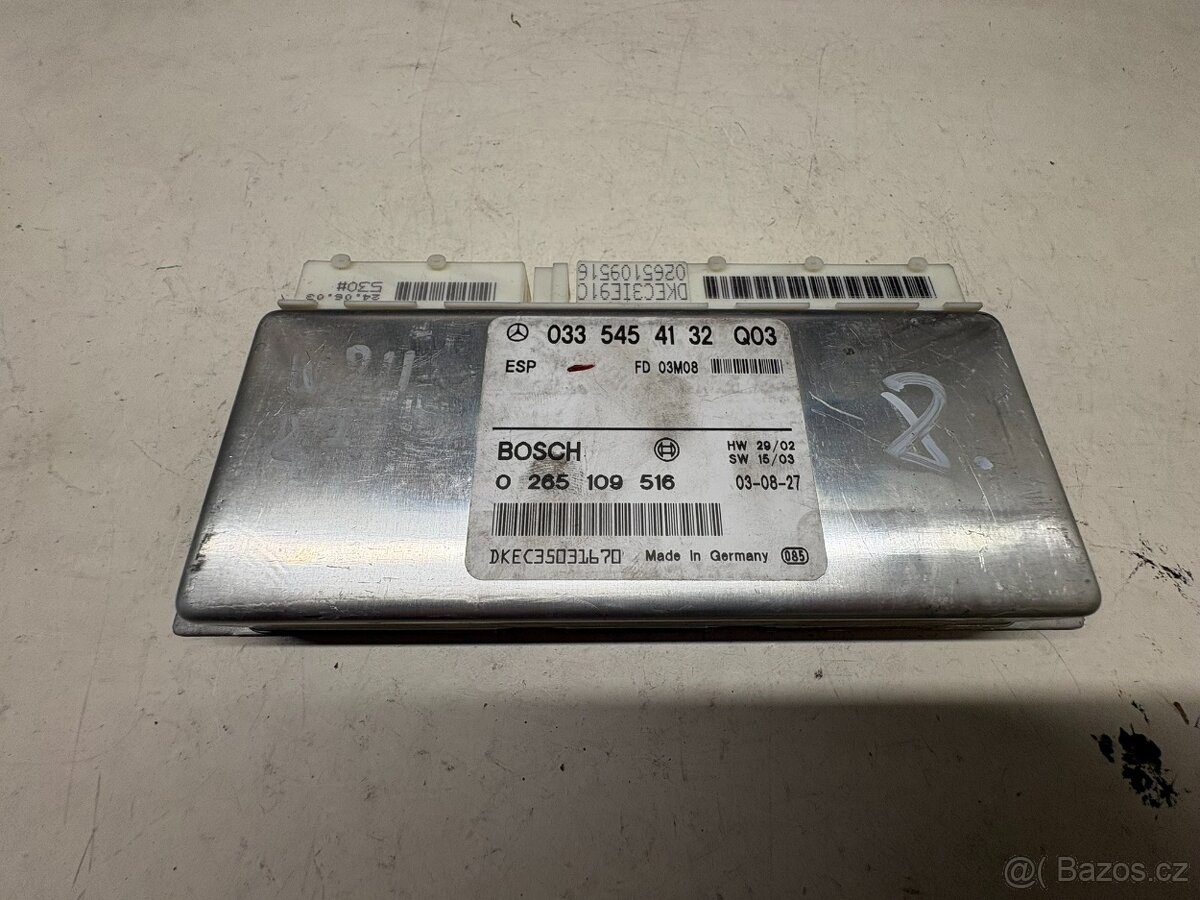 0265109516
DKEC3IE91C
530#
24.06.03
033 545 41 32 Q03
ESP
FD 03M08
BOSCH
HW 29/02
SW 15/03
0 265 109 516
03-08-27
DKEC35031670
Made in Germany
085
2.
@( Bazos.cz